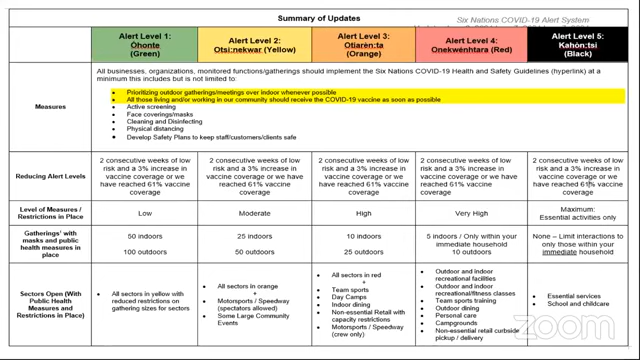 Summary of Updates
Six Nations COVID-19 Alert System
Alert Level 1:
Ohonte
(Green)
Alert Level 2:
Otsi:nekwar (Yellow)
Alert Level 3:
Otiarèn:ta
(Orange)
Alert Level 4:
Onekwénhtara (Red)
Alert Level 5:
Kahòn:tsi
(Black)
Measures
All businesses, organizations, monitored functions/gatherings should implement the Six Nations COVID-19 Health and Safety Guidelines (hyperlink) at a
minimum this includes but is not limited to:
• Prioritizing outdoor gatherings/meetings over indoor whenever possible
• All those living and/or working in our community should receive the COVID-19 vaccine as soon as possible
• Active screening
• Face coverings/masks
• Cleaning and Disinfecting
• Physical distancing
• Develop Safety Plans to keep staff/customers/clients safe
Reducing Alert Levels
2 consecutive weeks of low
risk and a 3% increase in
vaccine coverage or we have
reached 61% vaccine
coverage
2 consecutive weeks of low
risk and a 3% increase in
vaccine coverage or we
have reached 61% vaccine
coverage
2 consecutive weeks of low
risk and a 3% increase in
vaccine coverage or we
have reached 61% vaccine
coverage
2 consecutive weeks of low
risk and a 3% increase in
vaccine coverage or we have
reached 61% vaccine
coverage
2 consecutive weeks of low
risk and a 3% increase in
vaccine coverage or we
have reached 61% vaccine
coverage
Level of Measures /
Restrictions in Place
Low
Moderate
High
Very High
Maximum:
Essential activities only
Gatherings' with
masks and public
health measures in
place
50 indoors
100 outdoors
25 indoors
50 outdoors
10 indoors
25 outdoors
5 indoors / Only within your
immediate household
10 outdoors
None – Limit interactions to
only those within your
immediate household
Sectors Open (With
Public Health
Measures and
Restrictions in Place)
• All sectors in yellow with
reduced restrictions on
gathering sizes for sectors
• All sectors in orange
+
• Motorsports / Speedway
(spectators allowed)
• Some Large Community
Events
• All sectors in red
+
• Team sports
• Day Camps
• Indoor dining
• Non-essential Retail with
capacity restrictions
• Motorsports / Speedway
(crew only)
• Outdoor and indoor
recreational facilities
• Outdoor and indoor
recreational/fitness classes
• Team sports training
• Outdoor dining
• Personal care
• Campgrounds
• Non-essential retail curbside
pickup / delivery
• Essential services
• School and childcare
zoom